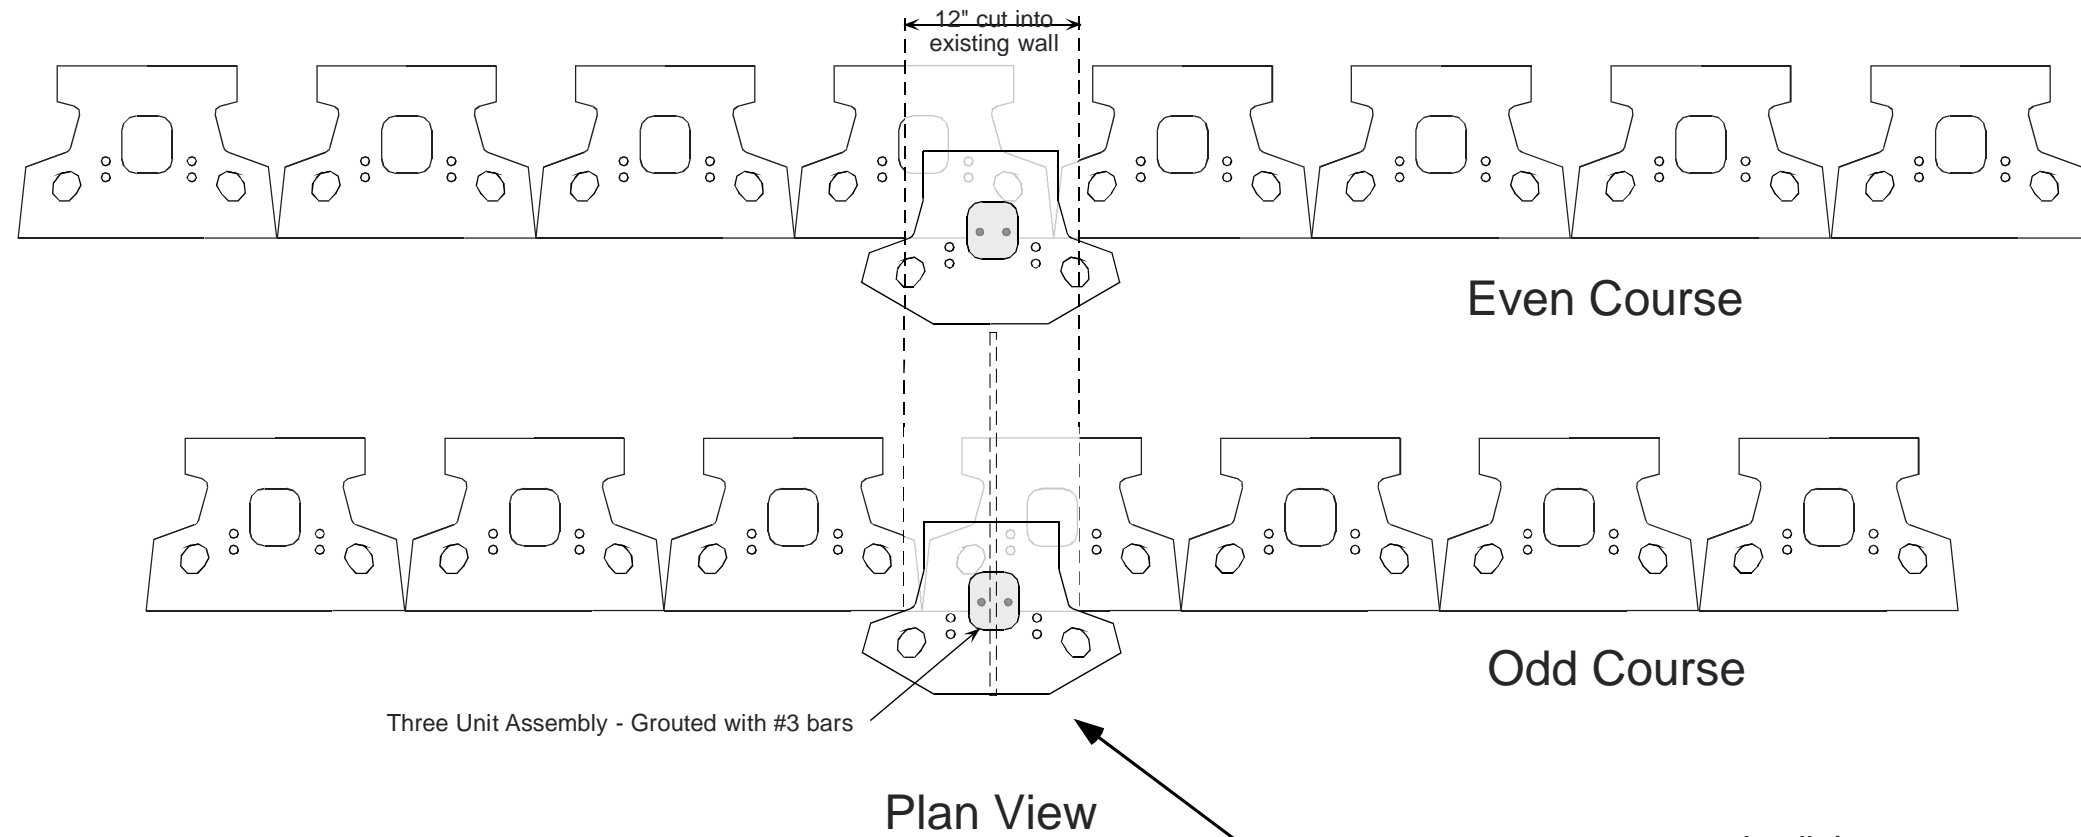 12" cut into
existing wall
Even Course
Odd Course
Three Unit Assembly - Grouted with #3 bars
Plan View